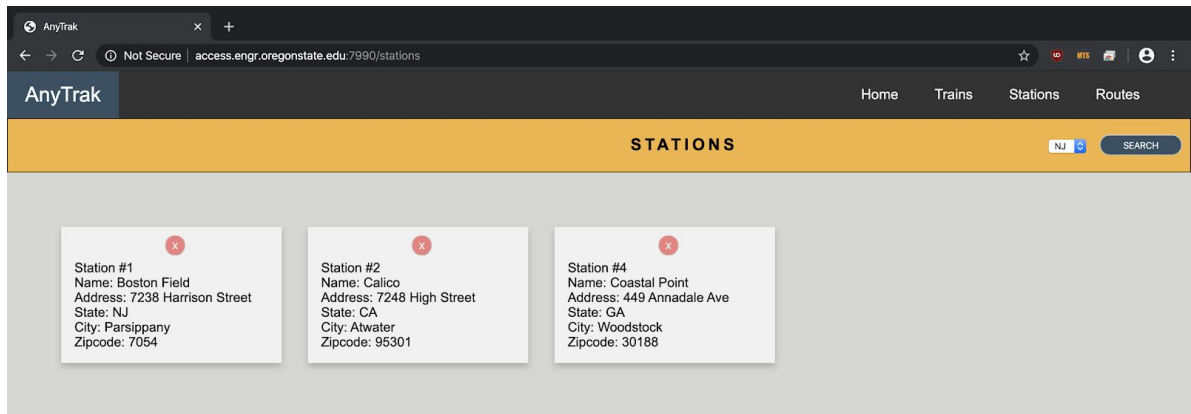 AnyTrak
Not Secure | access.engr.oregonstate.edu:7990/stations
MTS
AnyTrak Home Trains Stations Routes
STATIONS NJ SEARCH
X X X
Station #1
Name: Boston Field
Address: 7238 Harrison Street
State: NJ
City: Parsippany
Zipcode: 7054
Station #2
Name: Calico
Address: 7248 High Street
State: CA
City: Atwater
Zipcode: 95301
Station #4
Name: Coastal Point
Address: 449 Annadale Ave
State: GA
City: Woodstock
Zipcode: 30188